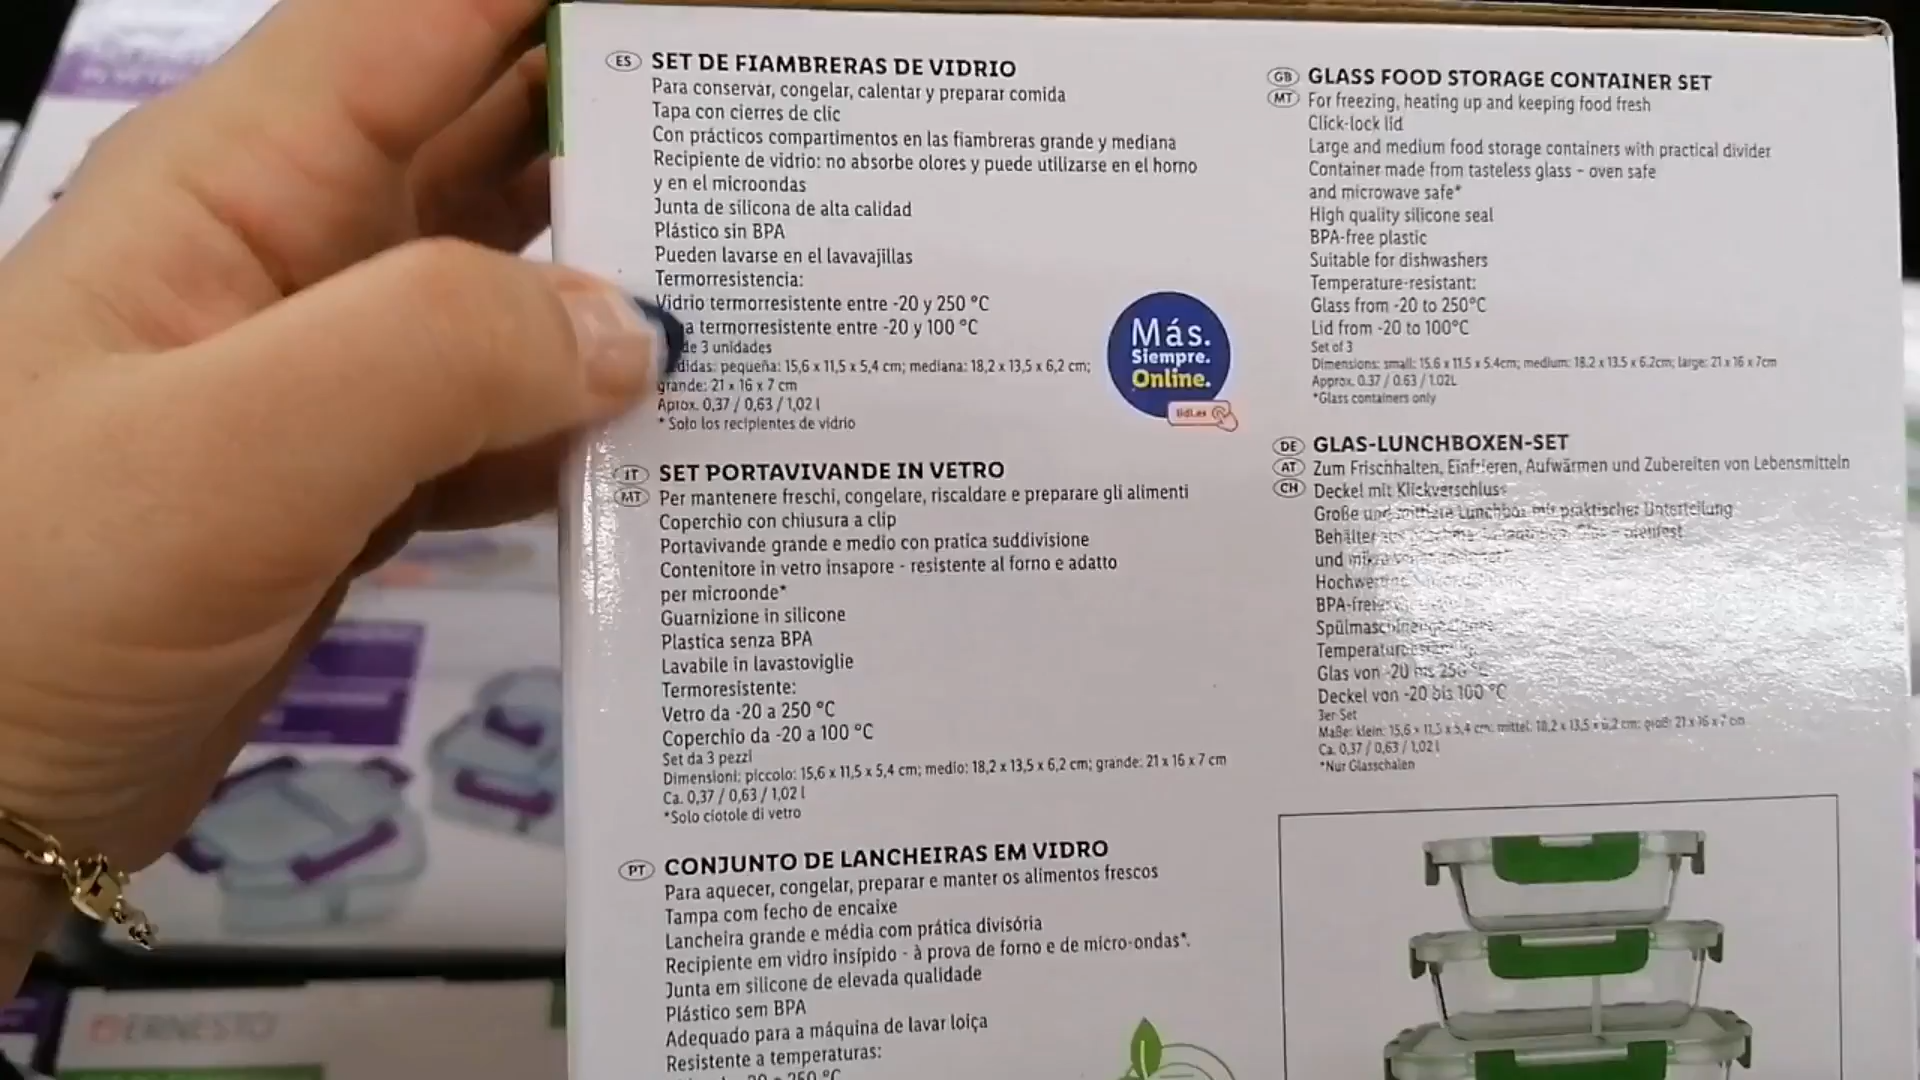 ES SET DE FIAMBRERAS DE VIDRIO
Para conservar, congelar, calentar y preparar comida
Tapa con cierres de clic
Con prácticos compartimentos en las fiambreras grande y mediana
Recipiente de vidrio: no absorbe olores y puede utilizarse en el horno
y en el microondas
Junta de silicona de alta calidad
Plástico sin BPA
Pueden lavarse en el lavavajillas
Termorresistencia:
Vidrio termorresistente entre -20 y 250 °C
termorresistente entre -20 y 100 °C
de 3 unidades
pequeña: 15,6 x 11,5 x 5,4 cm; mediana: 18,2 x 13,5 x 6,2 cm;
grande: 21 x 16 x 7 cm
Aprox. 0,37 / 0,63 / 1,02 l
* Solo los recipientes de vidrio
Más.
Siempre.
Online.
lidl.es
IT SET PORTAVIVANDE IN VETRO
MT Per mantenere freschi, congelare, riscaldare e preparare gli alimenti
Coperchio con chiusura a clip
Portavivande grande e medio con pratica suddivisione
Contenitore in vetro insapore - resistente al forno e adatto
per microonde*
Guarnizione in silicone
Plastica senza BPA
Lavabile in lavastoviglie
Termoresistente:
Vetro da -20 a 250 °C
Coperchio da -20 a 100 °C
Set da 3 pezzi
Dimensioni: piccolo: 15,6 x 11,5 x 5,4 cm; medio: 18,2 x 13,5 x 6,2 cm; grande: 21 x 16 x 7 cm
Ca. 0,37 / 0,63 / 1,02 l
*Solo ciotole di vetro
PT CONJUNTO DE LANCHEIRAS EM VIDRO
Para aquecer, congelar, preparar e manter os alimentos frescos
Tampa com fecho de encaixe
Lancheira grande e média com prática divisória
Recipiente em vidro insípido - à prova de forno e de micro-ondas*.
Junta em silicone de elevada qualidade
Plástico sem BPA
Adequado para a máquina de lavar loiça
Resistente a temperaturas:
GB GLASS FOOD STORAGE CONTAINER SET
MT For freezing, heating up and keeping food fresh
Click-lock lid
Large and medium food storage containers with practical divider
Container made from tasteless glass - oven safe
and microwave safe*
High quality silicone seal
BPA-free plastic
Suitable for dishwashers
Temperature-resistant:
Glass from -20 to 250°C
Lid from -20 to 100°C
Set of 3
Dimensions: small: 15.6 x 11.5 x 5.4cm; medium: 18.2 x 13.5 x 6.2cm; large: 21 x 16 x 7cm
Approx. 0.37 / 0.63 / 1.02L
*Glass containers only
DE GLAS-LUNCHBOXEN-SET
AT Zum Frischhalten, Einfrieren, Aufwärmen und Zubereiten von Lebensmitteln
CH Deckel mit Klickverschluss
Große und mittlere Lunchbox mit praktischer Unterteilung
Behälter
und
Glas von -20 bis 250 °C
Deckel von -20 bis 100 °C
3er-Set
Maße: klein: 15,6 x 11,5 x 5,4 cm; mittel: 18,2 x 13,5 x 6,2 cm; groß: 21 x 16 x 7 cm
Ca. 0,37 / 0,63 / 1,02 l
*Nur Glasschalen
ERNESTO